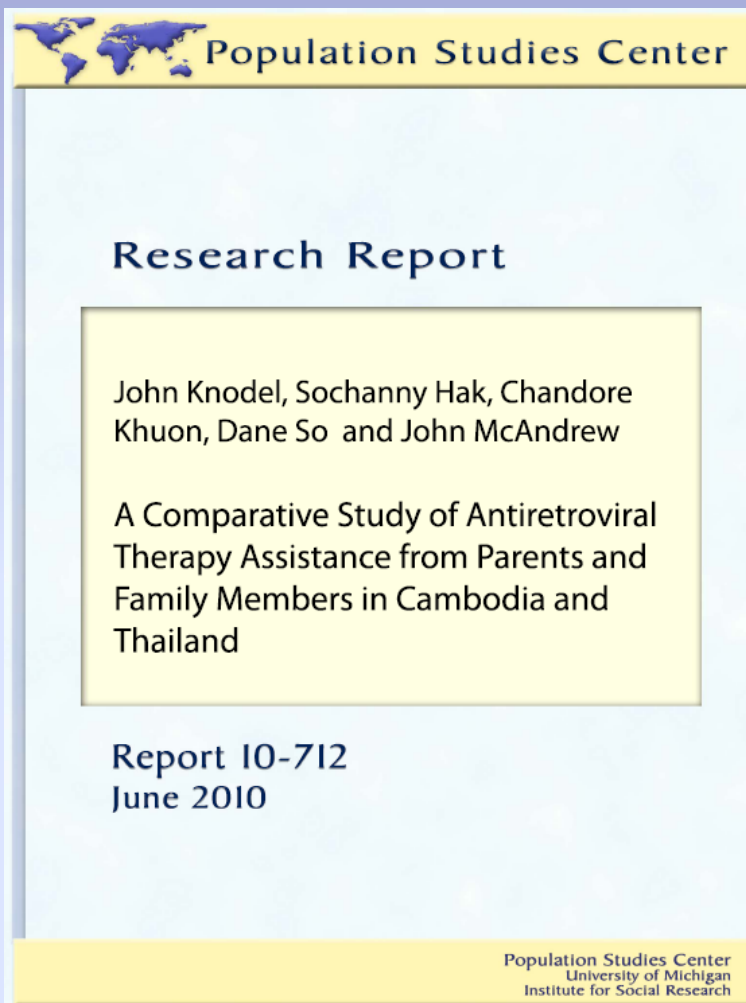 Population Studies Center
Research Report
John Knodel, Sochanny Hak, Chandore
Khuon, Dane So and John McAndrew
A Comparative Study of Antiretroviral
Therapy Assistance from Parents and
Family Members in Cambodia and
Thailand
Report 10-712
June 2010
Population Studies Center
University of Michigan
Institute for Social Research